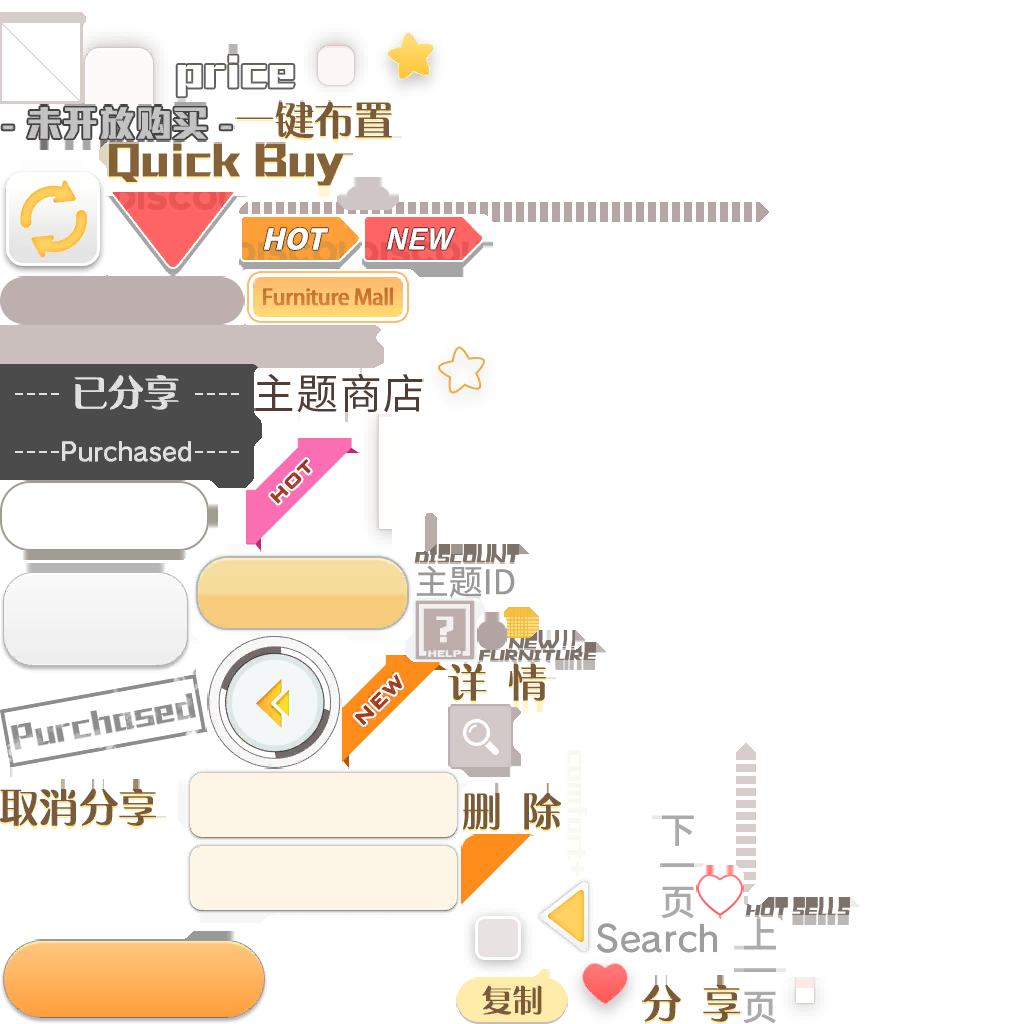 price
- 未开放购买 -
一键布置
Quick Buy
DISCOU
HOT
NEW
Furniture Mall
---- 已分享 ----
主题商店
----Purchased----
HOT
DISCOUNT
主题ID
?
HELP!
NEW!!
FURNITURE
NEW
详 情
Purchased
取消分享
删 除
comfort+
下一页
HOT SELLS
Search
上一页
复制
分 享